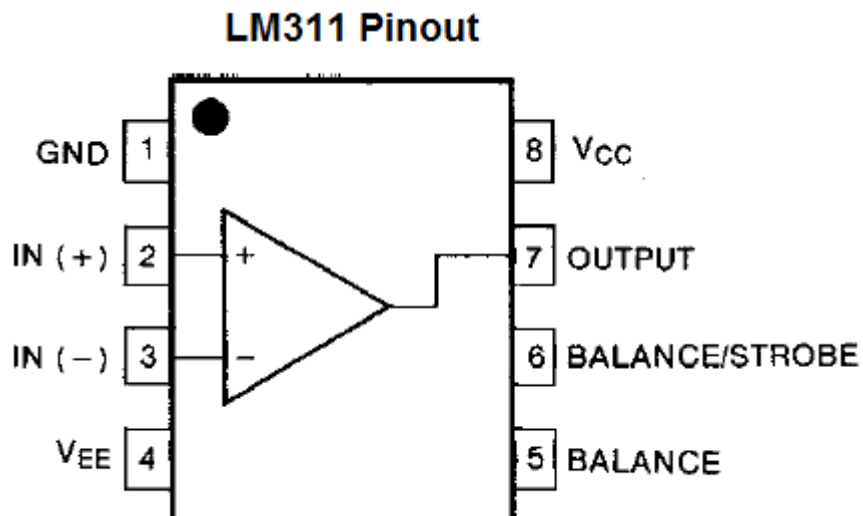 LM311 Pinout
GND 1
8 VCC
IN (+) 2
+
7 OUTPUT
IN (-) 3
-
6 BALANCE/STROBE
VEE 4
5 BALANCE